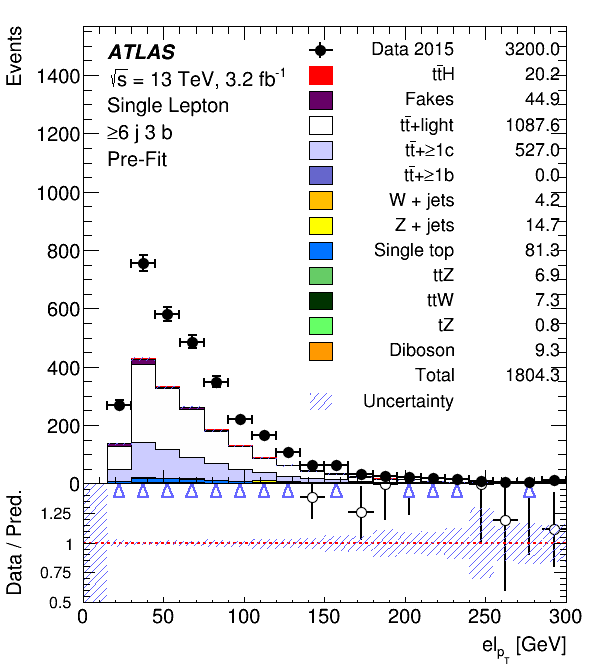 Events
1400
1200
1000
800
600
400
200
0
ATLAS
√s = 13 TeV, 3.2 fb⁻¹
Single Lepton
≥6 j 3 b
Pre-Fit
Data 2015 3200.0
tt̄H 20.2
Fakes 44.9
tt̄+light 1087.6
tt̄+≥1c 527.0
tt̄+≥1b 0.0
W + jets 4.2
Z + jets 14.7
Single top 81.3
ttZ 6.9
ttW 7.3
tZ 0.8
Diboson 9.3
Total 1804.3
Uncertainty
Data / Pred.
1.25
1
0.75
0.5
0 50 100 150 200 250 300
el_p_T [GeV]